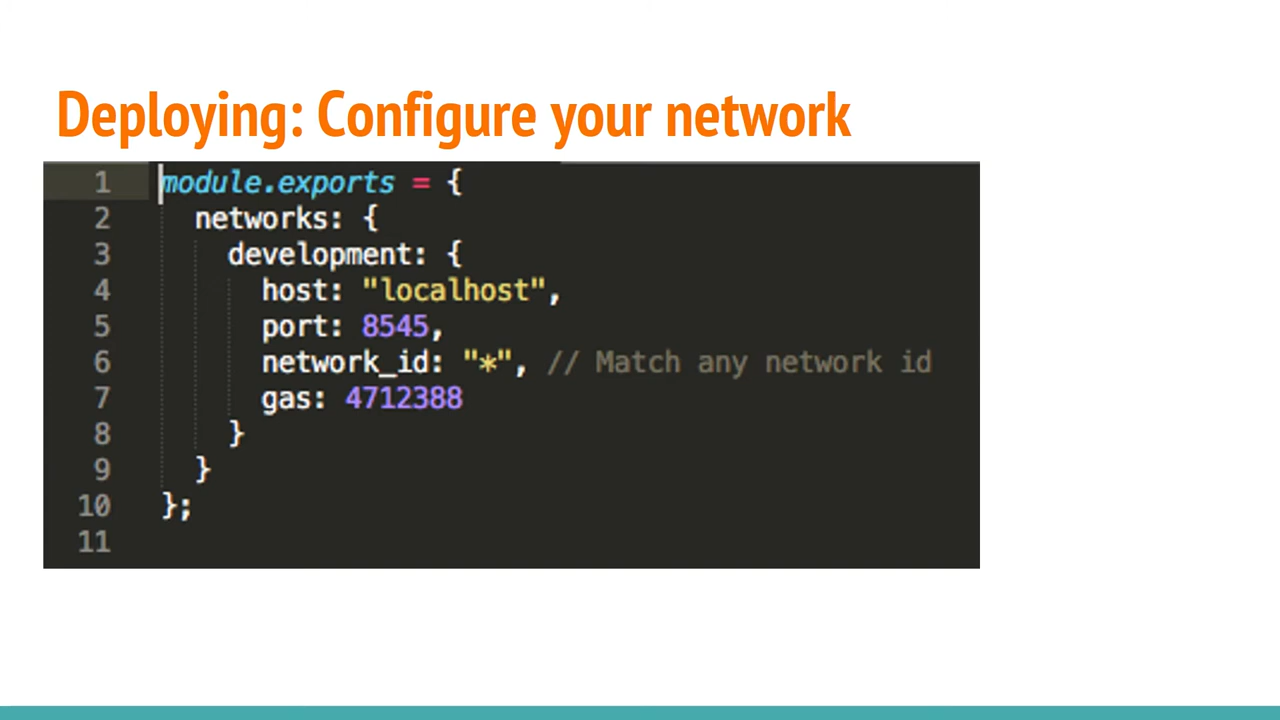 Deploying: Configure your network
1 module.exports = {
2 networks: {
3 development: {
4 host: "localhost",
5 port: 8545,
6 network_id: "*", // Match any network id
7 gas: 4712388
8 }
9 }
10 };
11